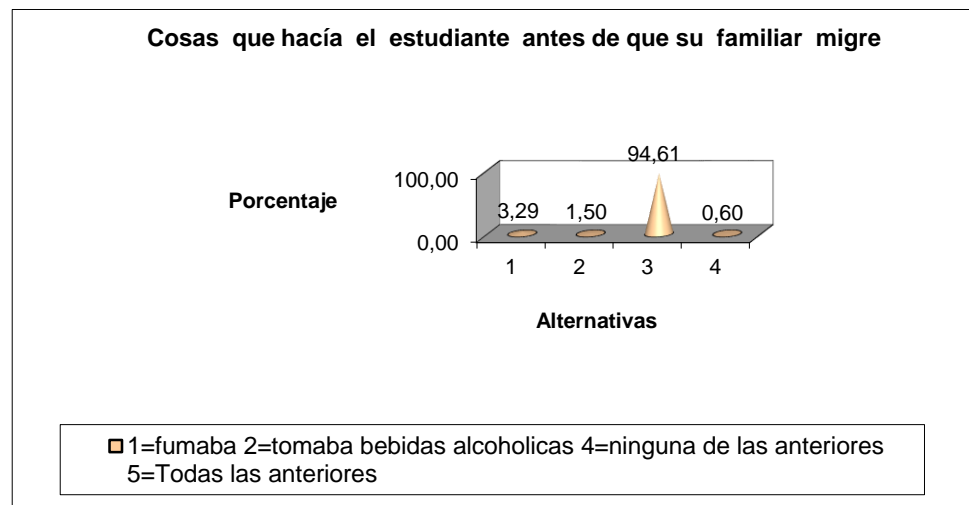 Cosas que hacía el estudiante antes de que su familiar migre
94,61
100,00
Porcentaje
3,29 1,50 0,60
0,00
1 2 3 4
Alternativas
1=fumaba 2=tomaba bebidas alcoholicas 4=ninguna de las anteriores
5=Todas las anteriores